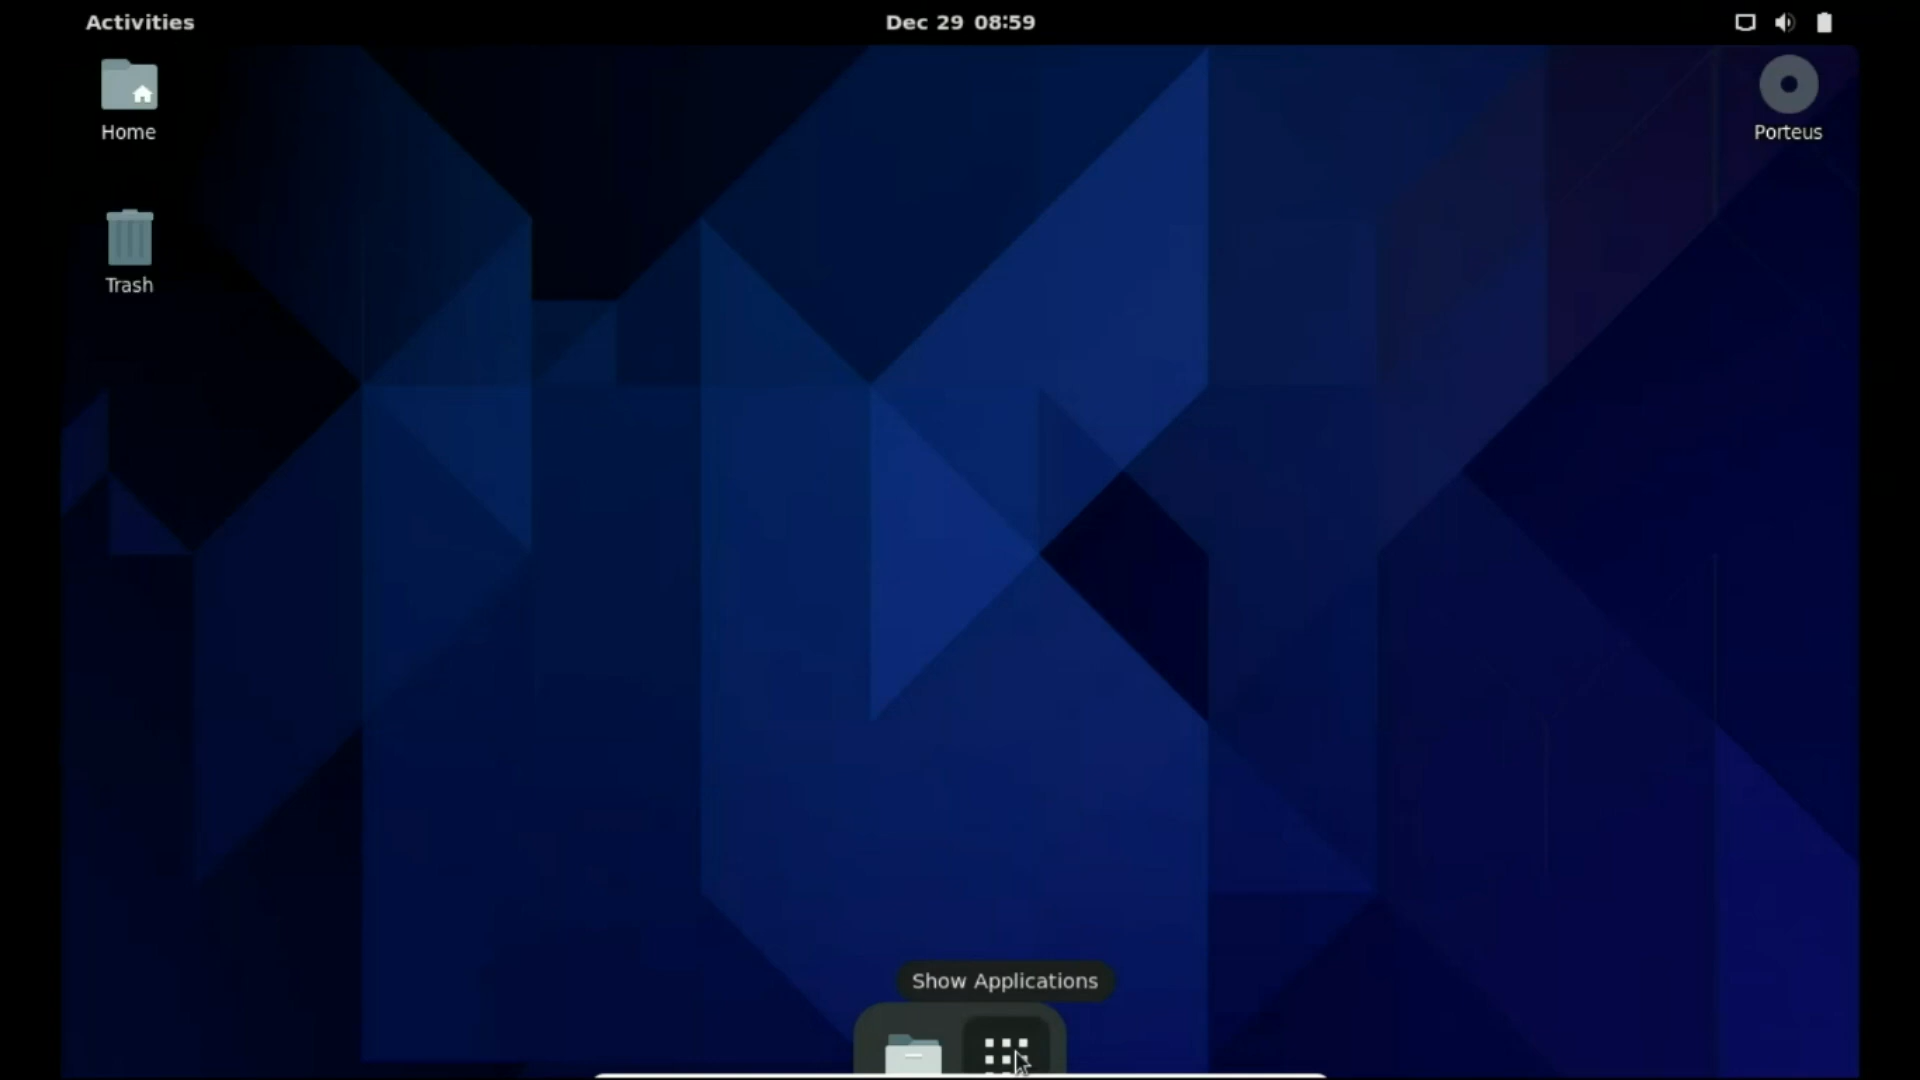 Activities
Dec 29 08:59
Home
Porteus
Trash
Show Applications